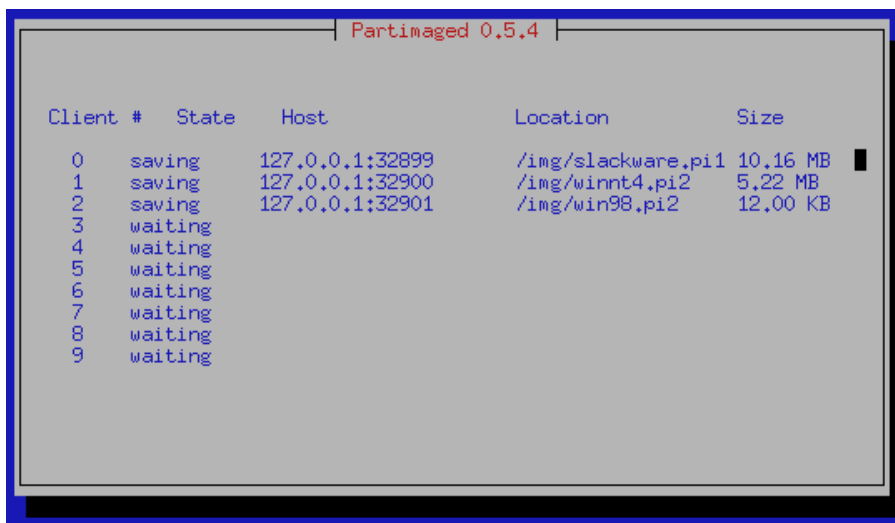 Partimaged 0.5.4
Client # State Host Location Size
0 saving 127.0.0.1:32899 /img/slackware.pi1 10.16 MB
1 saving 127.0.0.1:32900 /img/winnt4.pi2 5.22 MB
2 saving 127.0.0.1:32901 /img/win98.pi2 12.00 KB
3 waiting
4 waiting
5 waiting
6 waiting
7 waiting
8 waiting
9 waiting